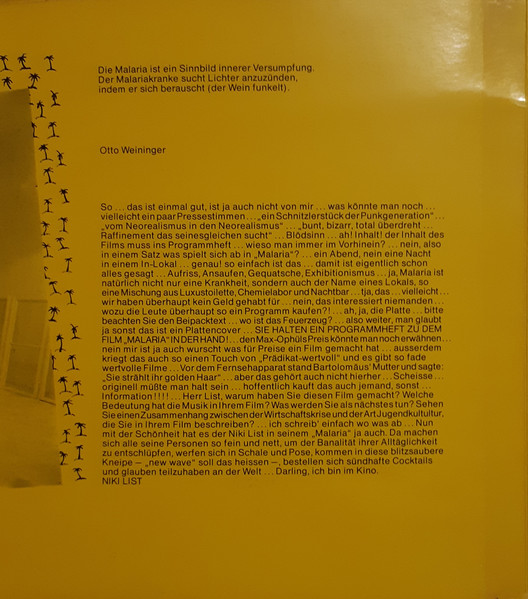 Die Malaria ist ein Sinnbild innerer Versumpfung.
Der Malariakranke sucht Lichter anzuzünden,
indem er sich berauscht (der Wein funkelt).
Otto Weininger
So ... das ist einmal gut, ist ja auch nicht von mir ... was könnte man noch ...
vielleicht ein paar Pressestimmen ... „ein Schnitzlerstück der Punkgeneration“ ...
„vom Neorealismus in den Neorealismus“ ... „bunt, bizarr, total überdreht ...
Raffinement das seinesgleichen sucht“ ... Blödsinn ... ah! Inhalt! der Inhalt des
Films muss ins Programmheft ... wieso man immer im Vorhinein? ... nein, also
in einem Satz was spielt sich ab in „Malaria“? ... ein Abend, nein eine Nacht
in einem In-Lokal ... genau! so einfach ist das ... damit ist eigentlich schon
alles gesagt ... Aufriss, Ansaufen, Gequatsche, Exhibitionismus ... ja, Malaria ist
natürlich nicht nur eine Krankheit, sondern auch der Name eines Lokals, so
eine Mischung aus Luxustoilette, Chemielabor und Nachtbar ... tja, das ... vielleicht ...
wir haben überhaupt kein Geld gehabt für ... nein, das interessiert niemanden ...
wozu die Leute überhaupt so ein Programm kaufen?! ... ah, ja, die Platte ... bitte
beachten Sie den Beipacktext ... wo ist das Feuerzeug? ... also weiter, man glaubt
ja sonst das ist ein Plattencover ... SIE HALTEN EIN PROGRAMMHEFT ZU DEM
FILM „MALARIA“ IN DER HAND! ... den Max-Ophüls Preis könnte man noch erwähnen ...
nein mir ist ja auch wurscht was für Preise ein Film gemacht hat ... ausserdem
kriegt das auch so einen Touch von „Prädikat-wertvoll“ und es gibt so fade
wertvolle Filme ... Vor dem Fernsehapparat stand Bartolomäus' Mutter und sagte:
„Sie strählt ihr golden Haar“ ... aber das gehört auch nicht hierher ... Scheisse ...
originell müßte man halt sein ... hoffentlich kauft das auch jemand, sonst ...
Information!!!! ... Herr List, warum haben Sie diesen Film gemacht? Welche
Bedeutung hat die Musik in Ihrem Film? Was werden Sie als nächstes tun? Sehen
Sie einen Zusammenhang zwischen der Wirtschaftskrise und der Art Jugendkultur,
die Sie in Ihrem Film beschreiben? ... ich schreib' einfach wo was ab ... Nun
mit der Schönheit hat es der Niki List in seinem „Malaria“ ja auch. Da machen
sich alle seine Personen so fein und nett, um der Banalität ihrer Alltäglichkeit
zu entschlüpfen, werfen sich in Schale und Pose, kommen in diese blitzsaubere
Kneipe – „new wave“ soll das heissen –, bestellen sich sündhafte Cocktails
und glauben teilzuhaben an der Welt ... Darling, ich bin im Kino.
NIKI LIST